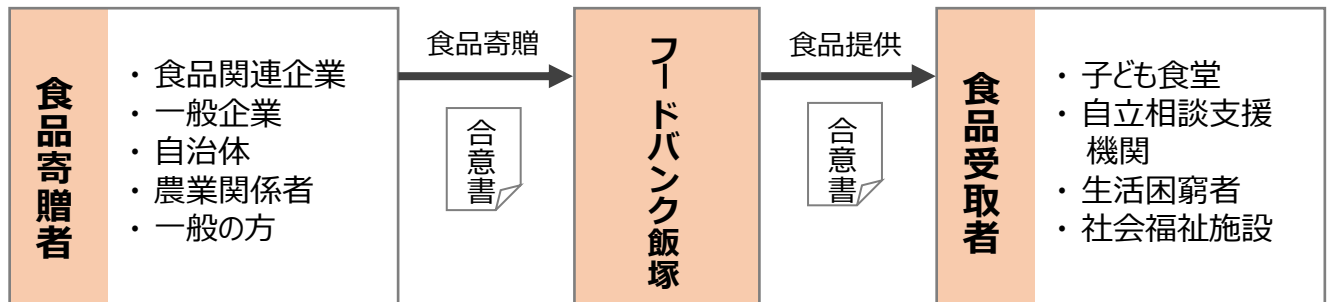 食品寄贈者
・ 食品関連企業
・ 一般企業
・ 自治体
・ 農業関係者
・ 一般の方
食品寄贈
合意書
フードバンク飯塚
食品提供
合意書
食品受取者
・ 子ども食堂
・ 自立相談支援
機関
・ 生活困窮者
・ 社会福祉施設